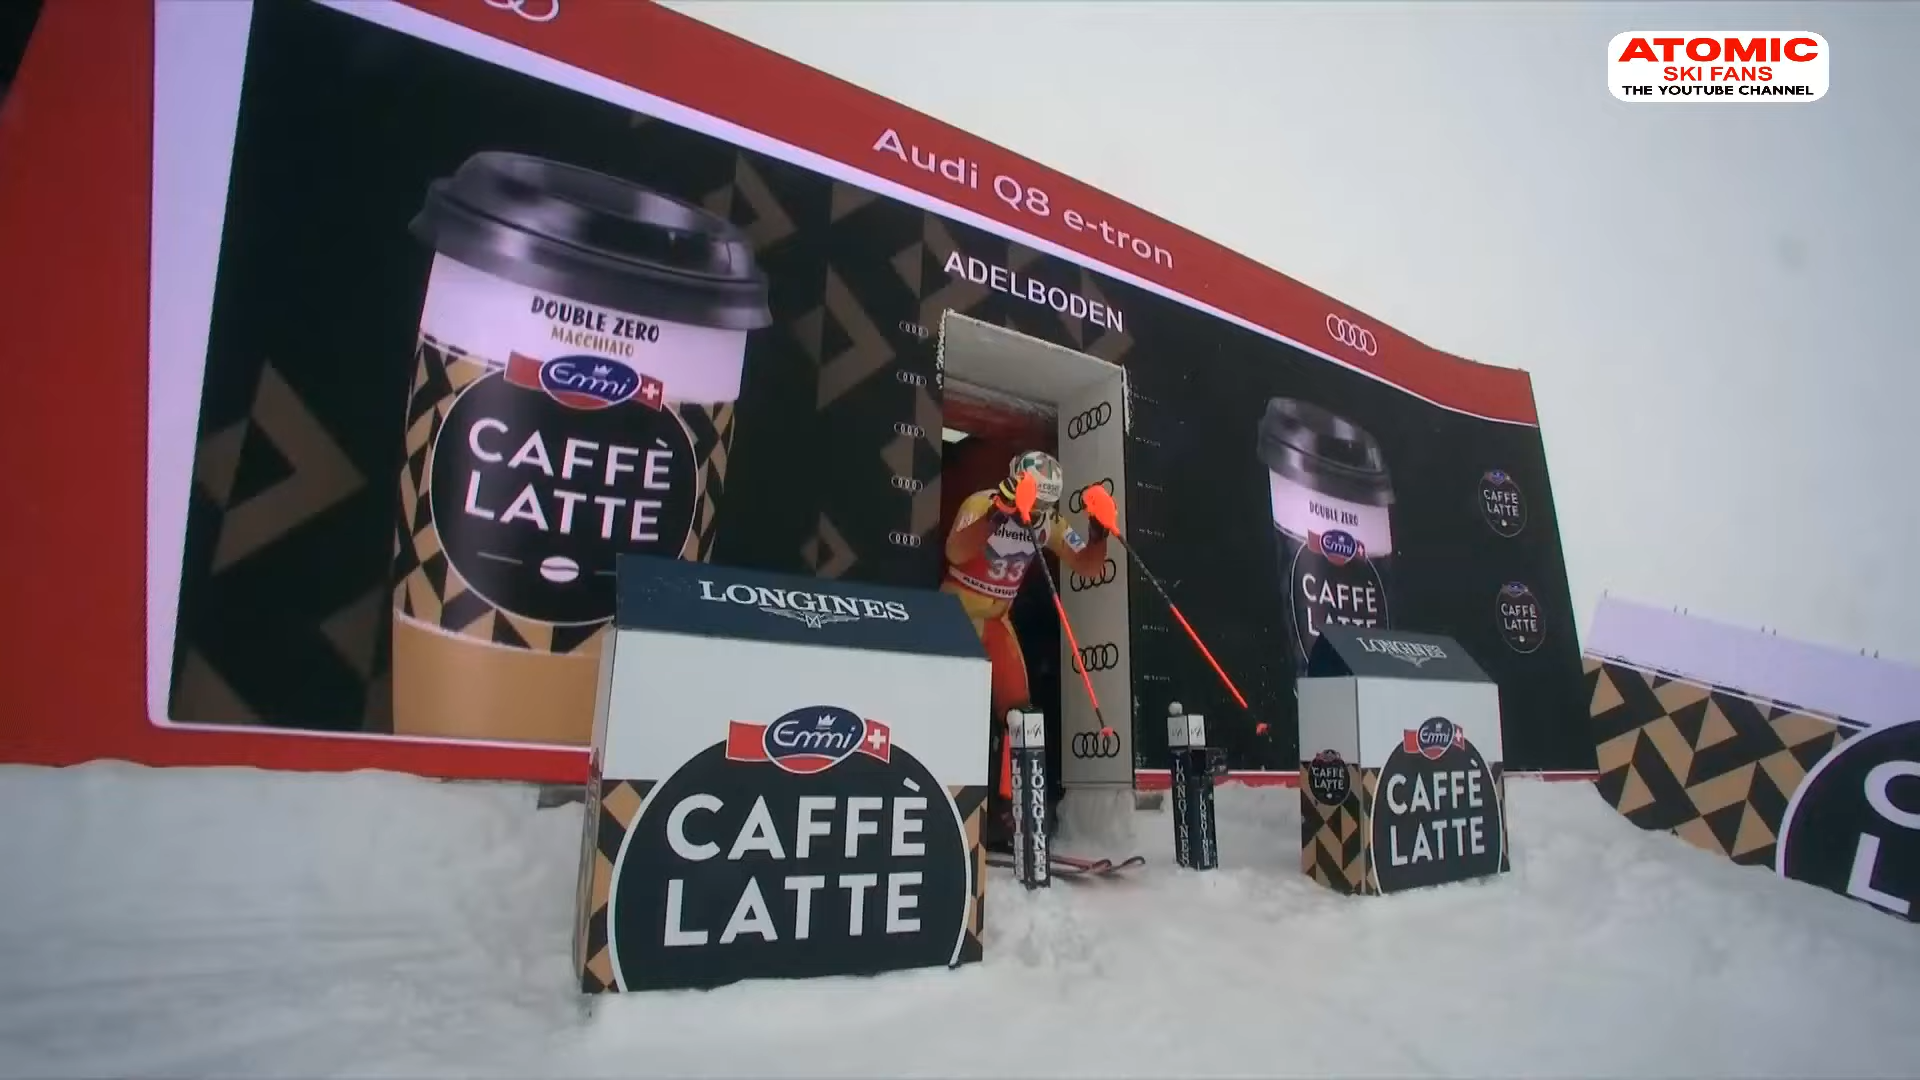 ATOMIC
SKI FANS
THE YOUTUBE CHANNEL
Audi Q8 e-tron
ADELBODEN
DOUBLE ZERO
MACCHIATO
Emmi
CAFFÈ
LATTE
DOUBLE ZERO
Emmi
CAFFÈ
LATTE
CAFFÈ
LATTE
CAFFÈ
LATTE
33
LONGINES
Emmi
CAFFÈ
LATTE
LONGINES
LONGINES
LONGINES
LONGINES
LONGINES
Emmi
CAFFÈ
LATTE
CAFFÈ
LATTE
C
L